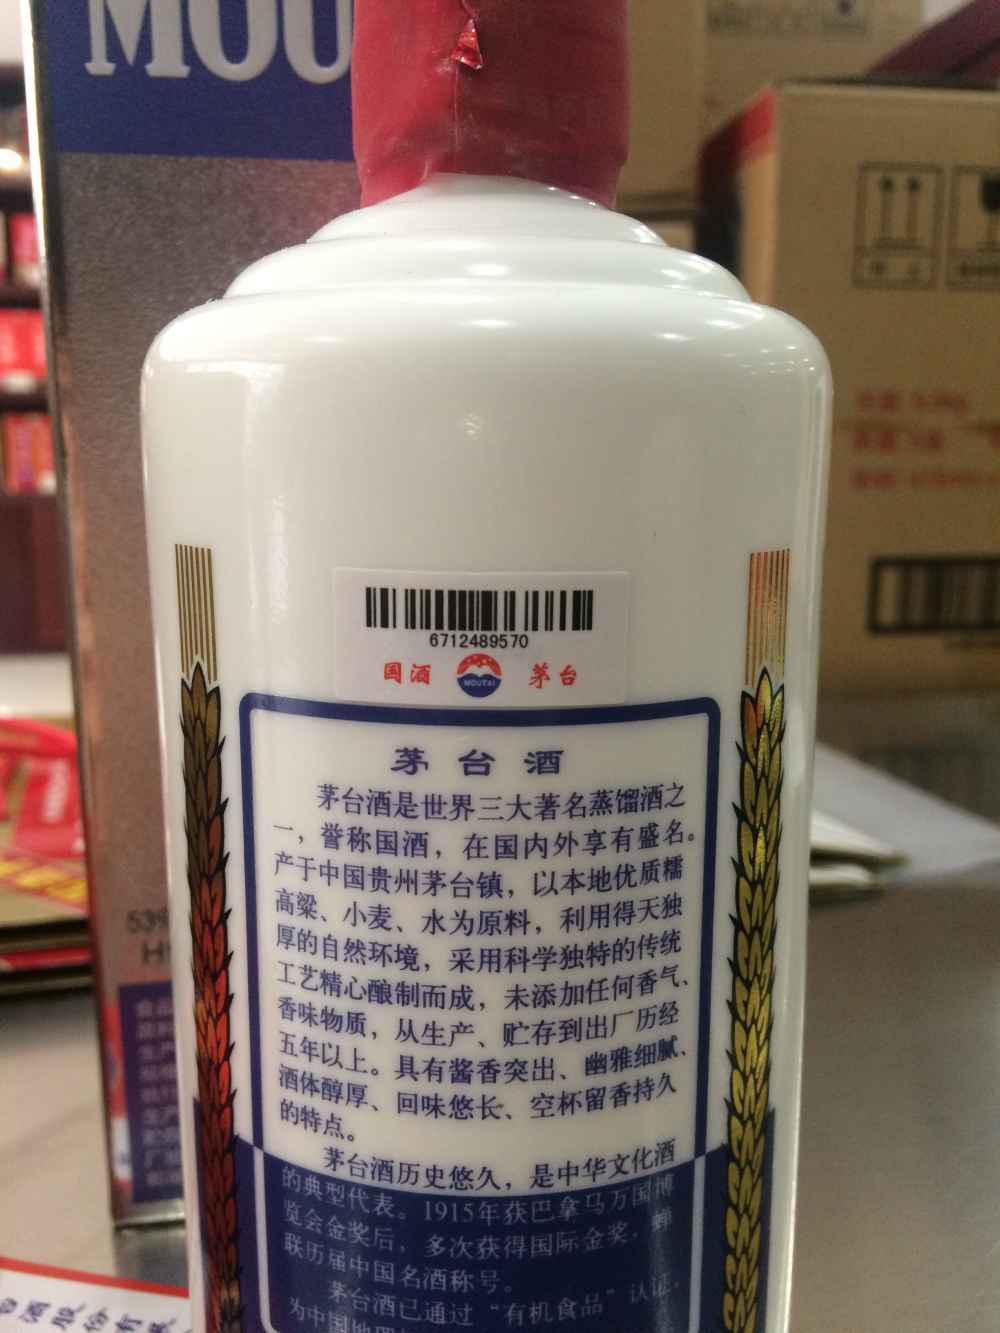 MOU
6712489570
国酒 MOUTAI 茅台
茅台酒
茅台酒是世界三大著名蒸馏酒之
一，誉称国酒，在国内外享有盛名。
产于中国贵州茅台镇，以本地优质糯
高粱、小麦、水为原料，利用得天独
厚的自然环境，采用科学独特的传统
工艺精心酿制而成，未添加任何香气、
香味物质，从生产、贮存到出厂历经
五年以上。具有酱香突出、幽雅细腻、
酒体醇厚、回味悠长、空杯留香持久
的特点。
茅台酒历史悠久，是中华文化酒
的典型代表。1915年获巴拿马万国博
览会金奖后，多次获得国际金奖，蝉
联历届中国名酒称号。
茅台酒已通过“有机食品”认证，
为中国地理
539
H